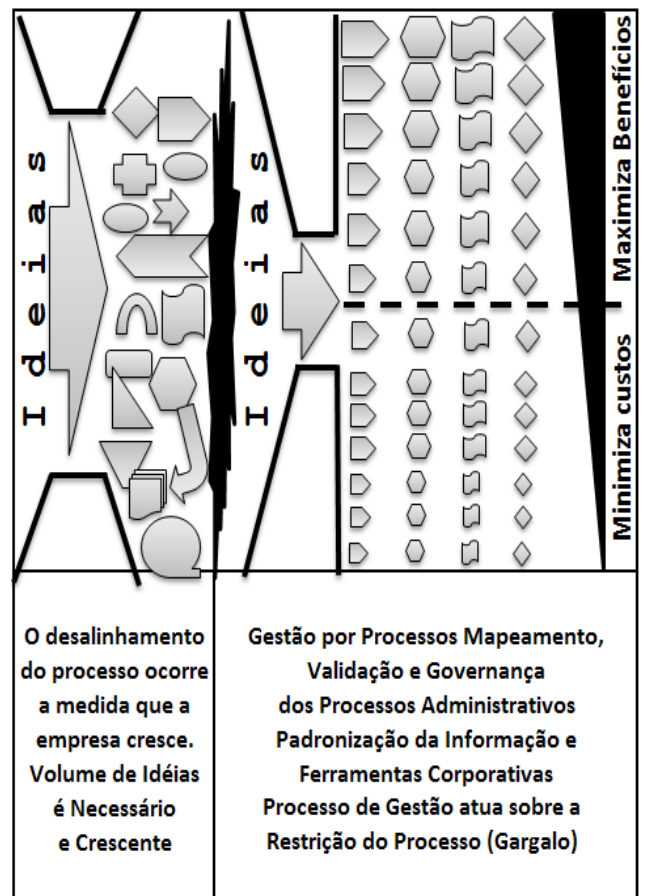 Ideias
Ideias
Maximiza Benefícios
Minimiza custos
O desalinhamento
do processo ocorre
a medida que a
empresa cresce.
Volume de Idéias
é Necessário
e Crescente
Gestão por Processos Mapeamento,
Validação e Governança
dos Processos Administrativos
Padronização da Informação e
Ferramentas Corporativas
Processo de Gestão atua sobre a
Restrição do Processo (Gargalo)